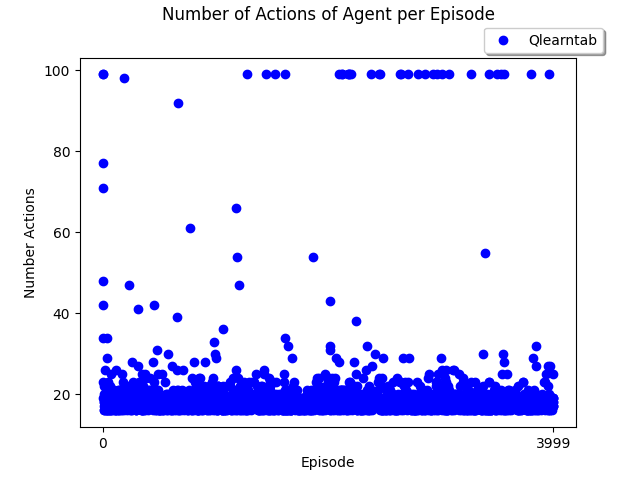 Number of Actions of Agent per Episode
Qlearntab
100
80
60
40
20
Number Actions
0
3999
Episode